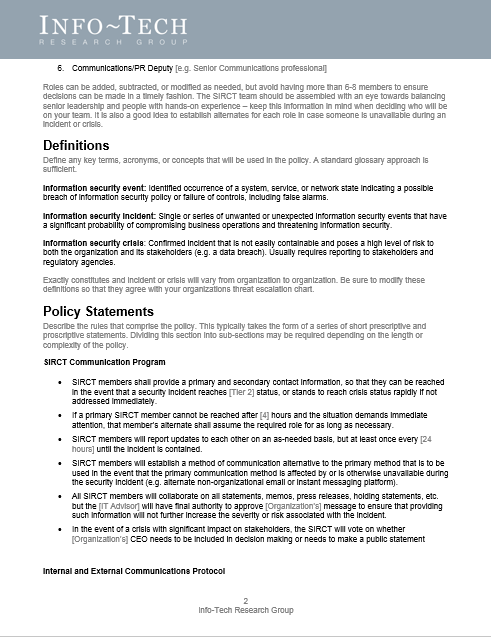 INFO~TECH
RESEARCH GROUP
6. Communications/PR Deputy [e.g. Senior Communications professional]
Roles can be added, subtracted, or modified as needed, but avoid having more than 6-8 members to ensure
decisions can be made in a timely fashion. The SIRCT team should be assembled with an eye towards balancing
senior leadership and people with hands-on experience – keep this information in mind when deciding who will be
on your team. It is also a good idea to establish alternates for each role in case someone is unavailable during an
incident or crisis.
Definitions
Define any key terms, acronyms, or concepts that will be used in the policy. A standard glossary approach is
sufficient.
Information security event: Identified occurrence of a system, service, or network state indicating a possible
breach of information security policy or failure of controls, including false alarms.
Information security incident: Single or series of unwanted or unexpected information security events that have
a significant probability of compromising business operations and threatening information security.
Information security crisis: Confirmed incident that is not easily containable and poses a high level of risk to
both the organization and its stakeholders (e.g. a data breach). Usually requires reporting to stakeholders and
regulatory agencies.
Exactly constitutes and incident or crisis will vary from organization to organization. Be sure to modify these
definitions so that they agree with your organizations threat escalation chart.
Policy Statements
Describe the rules that comprise the policy. This typically takes the form of a series of short prescriptive and
proscriptive statements. Dividing this section into sub-sections may be required depending on the length or
complexity of the policy.
SIRCT Communication Program
• SIRCT members shall provide a primary and secondary contact information, so that they can be reached
in the event that a security incident reaches [Tier 2] status, or stands to reach crisis status rapidly if not
addressed immediately.
• If a primary SIRCT member cannot be reached after [4] hours and the situation demands immediate
attention, that member's alternate shall assume the required role for as long as necessary.
• SIRCT members will report updates to each other on an as-needed basis, but at least once every [24
hours] until the incident is contained.
• SIRCT members will establish a method of communication alternative to the primary method that is to be
used in the event that the primary communication method is affected by or is otherwise unavailable during
the security incident (e.g. alternate non-organizational email or instant messaging platform).
• All SIRCT members will collaborate on all statements, memos, press releases, holding statements, etc.
but the [IT Advisor] will have final authority to approve [Organization's] message to ensure that providing
such information will not further increase the severity or risk associated with the incident.
• In the event of a crisis with significant impact on stakeholders, the SIRCT will vote on whether
[Organization's] CEO needs to be included in decision making or needs to make a public statement
Internal and External Communications Protocol
2
Info-Tech Research Group